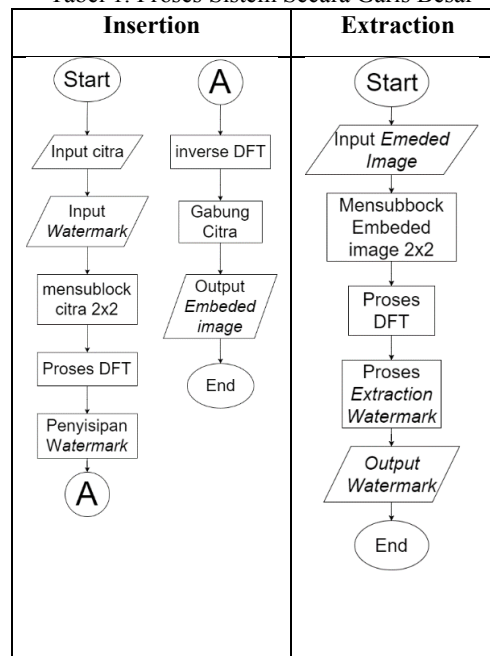 Tabel 1. Proses Sistem Secara Garis Besar
Insertion
Start
Input citra
Input
Watermark
mensublock
citra 2x2
Proses DFT
Penyisipan
Watermark
A
A
inverse DFT
Gabung
Citra
Output
Embeded
image
End
Extraction
Start
Input Emeded
Image
Mensubbock
Embeded
image 2x2
Proses
DFT
Proses
Extraction
Watermark
Output
Watermark
End